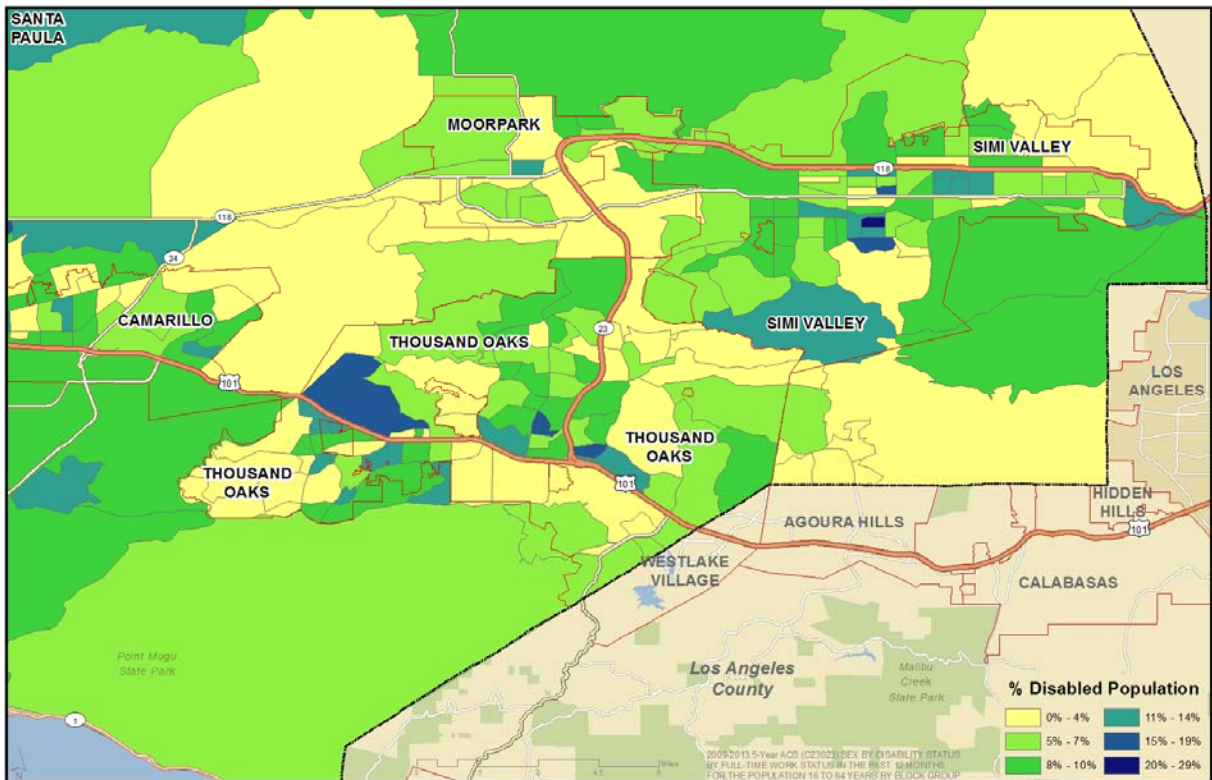 SANTA
PAULA
MOORPARK
SIMI VALLEY
118
118
34
CAMARILLO
THOUSAND OAKS
23
SIMI VALLEY
101
LOS
ANGELES
THOUSAND
OAKS
THOUSAND
OAKS
101
HIDDEN
HILLS
101
AGOURA HILLS
WESTLAKE
VILLAGE
CALABASAS
Point Mugu
State Park
Los Angeles
County
Malibu
Creek
State Park
1
N
% Disabled Population
0% - 4%
11% - 14%
5% - 7%
15% - 19%
8% - 10%
20% - 29%
Miles
2009-2013 5-Year ACS (C23023) SEX BY DISABILITY STATUS
BY FULL-TIME WORK STATUS IN THE PAST 12 MONTHS
FOR THE POPULATION 16 TO 64 YEARS BY BLOCK GROUP